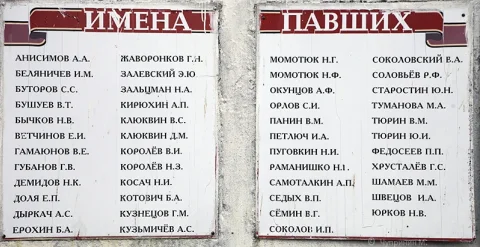 ИМЕНА
АНИСИМОВ А.А.
БЕЛЯНИЧЕВ И.М.
БУТОРОВ С.С.
БУШУЕВ В.Т.
БЫЧКОВ Н.В.
ВЕТЧИНОВ Е.И.
ГАМАЮНОВ В.Е.
ГУБАНОВ Г.В.
ДЕМИДОВ Н.К.
ДОЛЯ Е.П.
ДЫРКАЧ А.С.
ЕРОХИН Б.А.
ЖАВОРОНКОВ Г.Н.
ЗАЛЕВСКИЙ Э.Ю
ЗАЛЬЦМАН Н.А.
КИРЮХИН А.П.
КЛЮКВИН В.С.
КЛЮКВИН Д.М.
КОРОЛЁВ В.И.
КОРОЛЁВ Н.З.
КОСАЧ Н.И.
КОТОВИЧ Б.А.
КУЗНЕЦОВ Г.М.
КУЗЬМИЧЁВ А.С.
ПАВШИХ
МОМОТЮК Н.Г.
МОМОТЮК Н.Ф.
ОКУНЦОВ А.Ф.
ОРЛОВ С.И.
ПАНИН В.М.
ПЕТЛЮЧ И.А.
ПУГОВКИН Н.И.
РАМАНИШКО Н.Г.
САМОТАЛКИН А.П.
СЕДЫХ В.П.
СЁМИН В.Г.
СОКОЛОВ И.П.
СОКОЛОВСКИЙ В.А.
СОЛОВЬЁВ Р.Ф.
СТАРОСТИН Ю.Н.
ТУМАНОВА М.А.
ТЮРИН В.М.
ТЮРИН Ю.И.
ФЕДОСЕЕВ П.П.
ХРУСТАЛЁВ Г.С.
ШАМАЕВ М.М.
ШВЕЦОВ И.А.
ЮРКОВ Н.В.